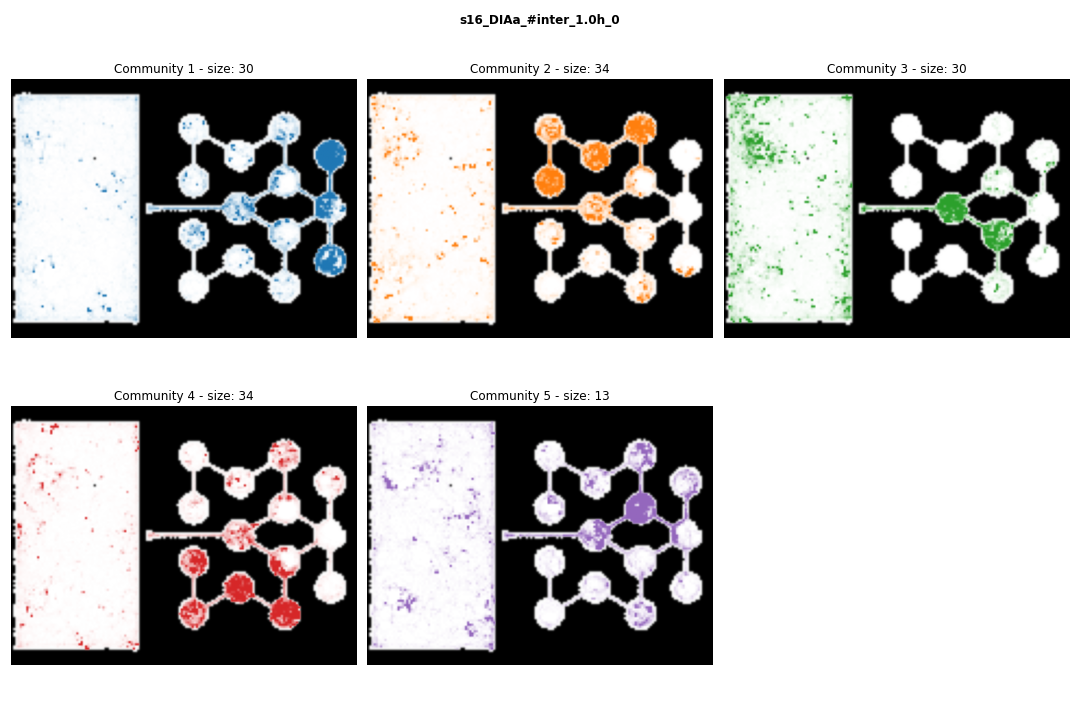 s16_DIAa_#inter_1.0h_0
Community 1 - size: 30
Community 2 - size: 34
Community 3 - size: 30
Community 4 - size: 34
Community 5 - size: 13